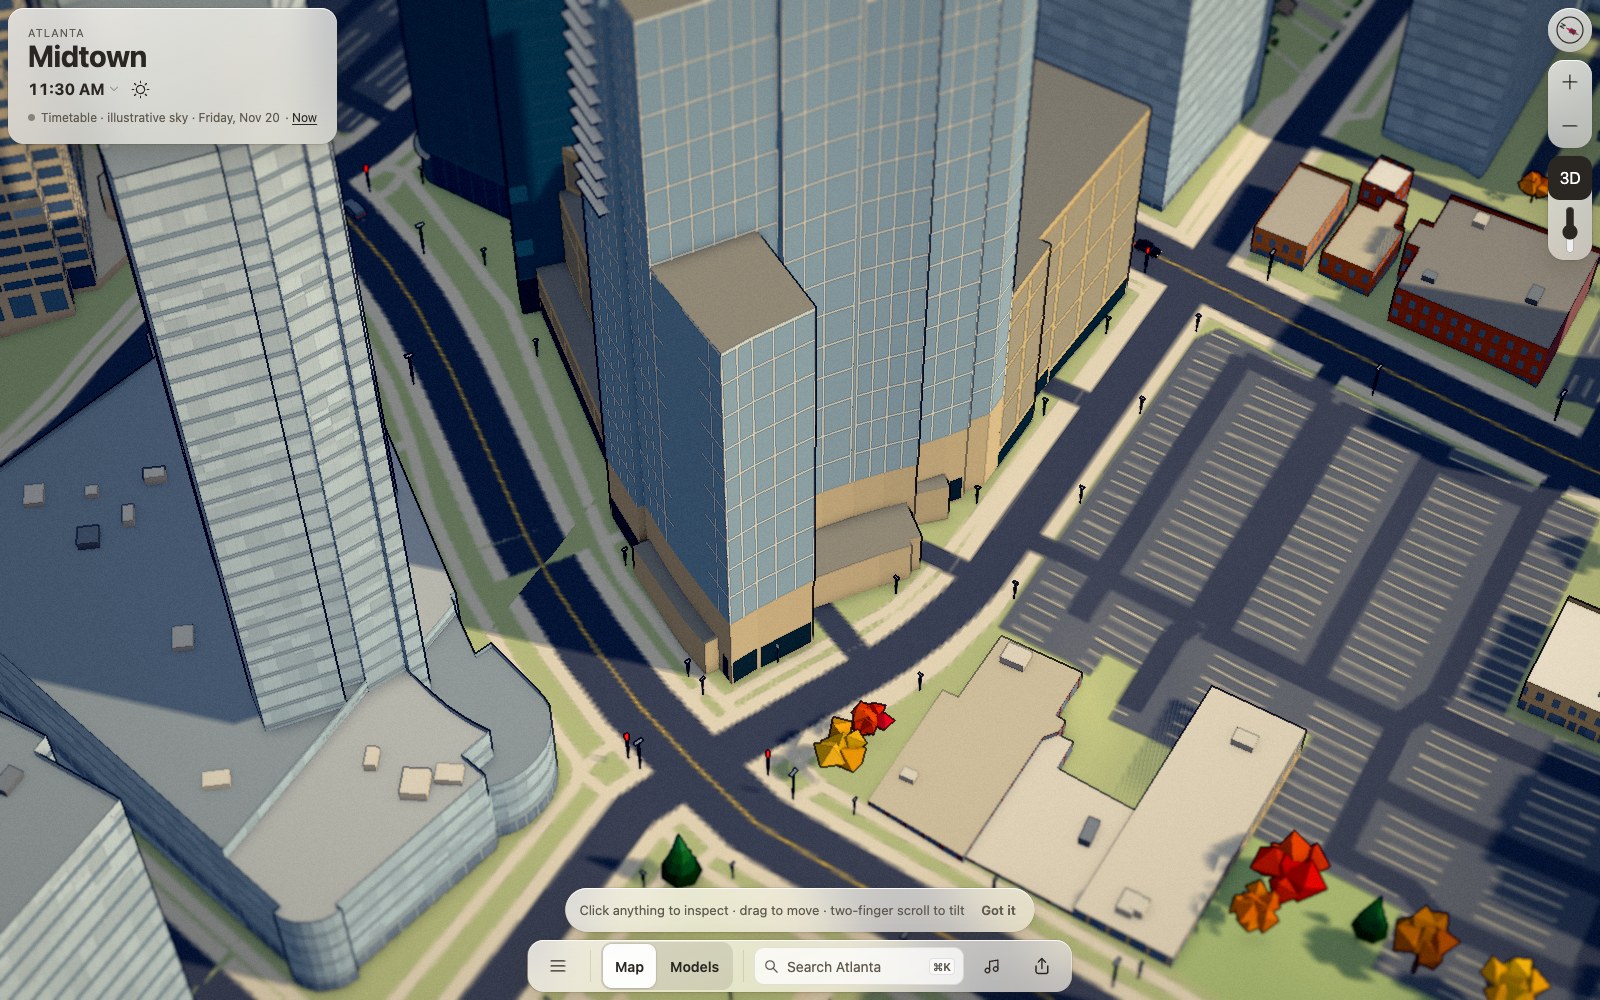 ATLANTA
Midtown
11:30 AM
Timetable · illustrative sky · Friday, Nov 20 · Now
3D
Click anything to inspect · drag to move · two-finger scroll to tilt Got it
Map Models Search Atlanta ⌘K